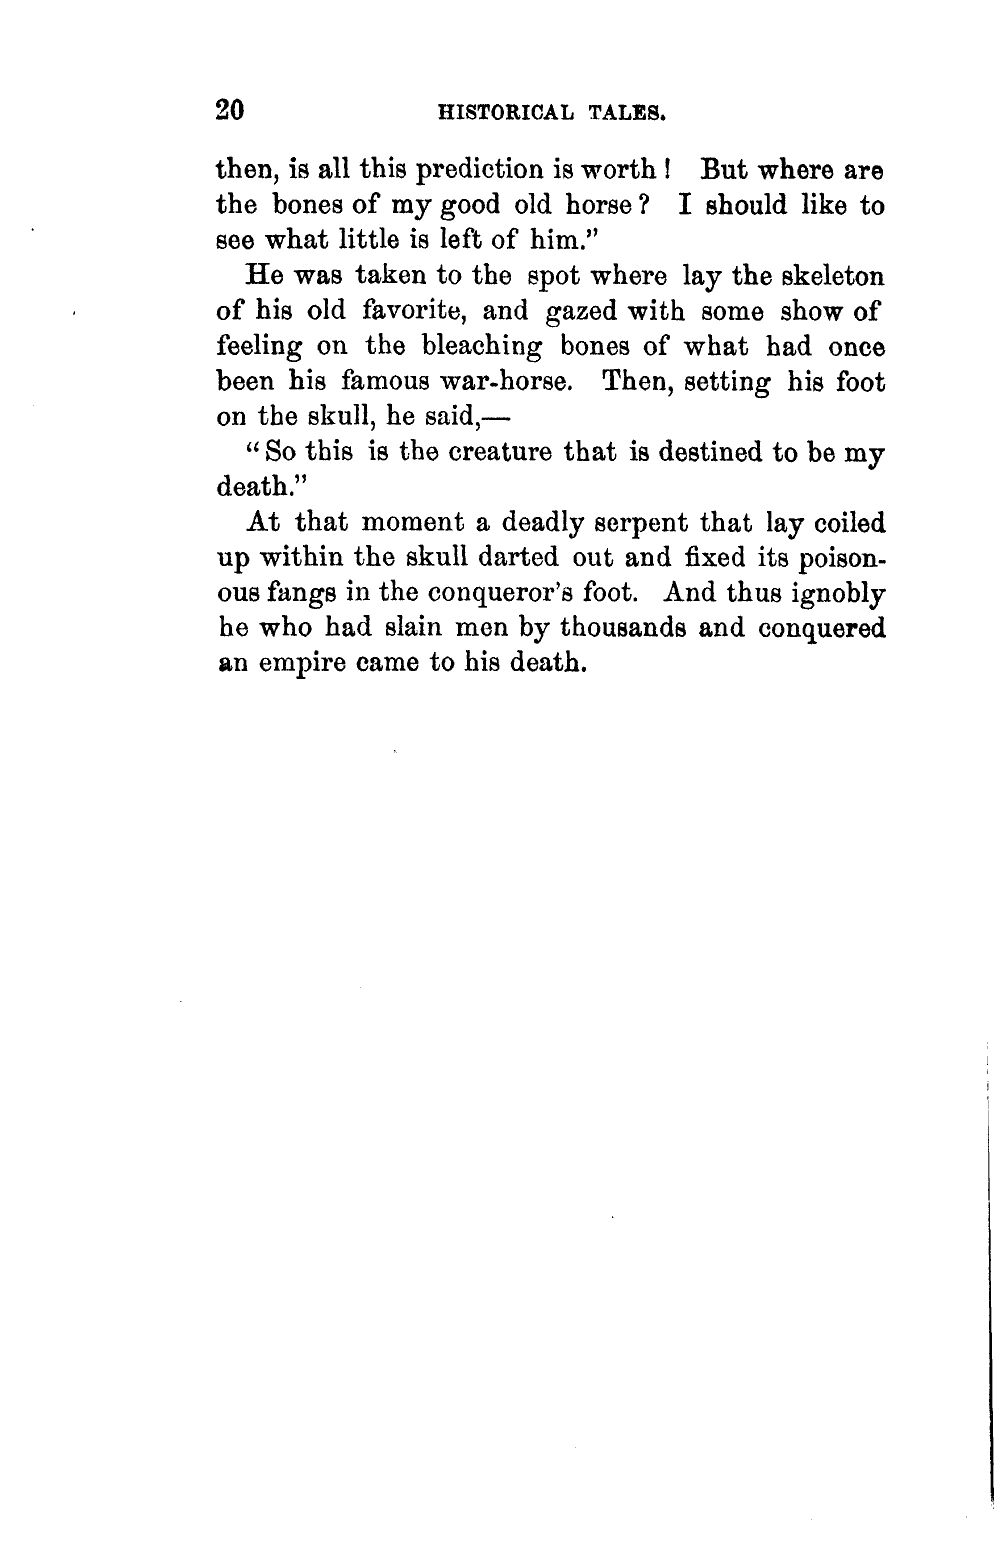 20 HISTORICAL TALES.
then, is all this prediction is worth! But where are
the bones of my good old horse? I should like to
see what little is left of him.”
He was taken to the spot where lay the skeleton
of his old favorite, and gazed with some show of
feeling on the bleaching bones of what had once
been his famous war-horse. Then, setting his foot
on the skull, he said,—
“So this is the creature that is destined to be my
death.”
At that moment a deadly serpent that lay coiled
up within the skull darted out and fixed its poison-
ous fangs in the conqueror’s foot. And thus ignobly
he who had slain men by thousands and conquered
an empire came to his death.